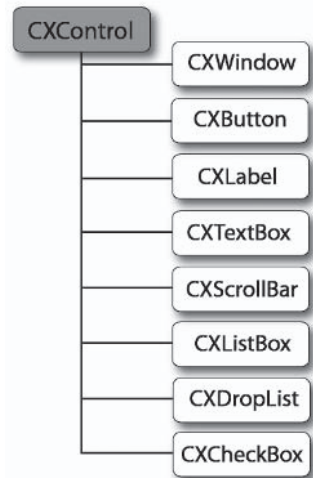 CXControl
CXWindow
CXButton
CXLabel
CXTextBox
CXScrollBar
CXListBox
CXDropList
CXCheckBox